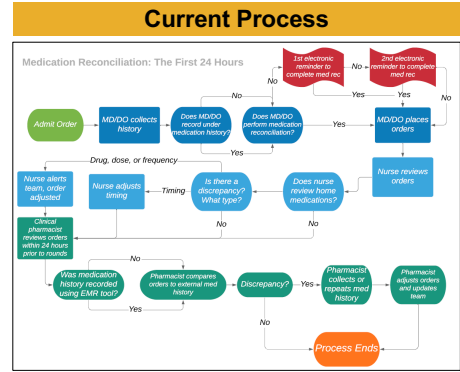 Current Process
Medication Reconciliation: The First 24 Hours
1st electronic
reminder to
complete med rec
No
2nd electronic
reminder to complete
med rec
No
No
Yes
Yes
No
Admit Order
MD/DO collects
history
Does MD/DO
record under
medication history?
Yes
Does MD/DO
perform medication
reconciliation?
Yes
MD/DO places
orders
Drug, dose, or frequency
Nurse alerts
team, order
adjusted
Nurse adjusts
timing
Timing
Is there a
discrepancy?
What type?
Yes
Does nurse
review home
medications?
Nurse reviews
orders
No
No
Clinical
pharmacist
reviews orders
within 24 hours
prior to rounds
Was medication
history recorded
using EMR tool?
No
Yes
Pharmacist compares
orders to external med
history
Discrepancy?
Yes
Pharmacist
collects or
repeats med
history
Pharmacist
adjusts orders
and updates
team
No
Process Ends